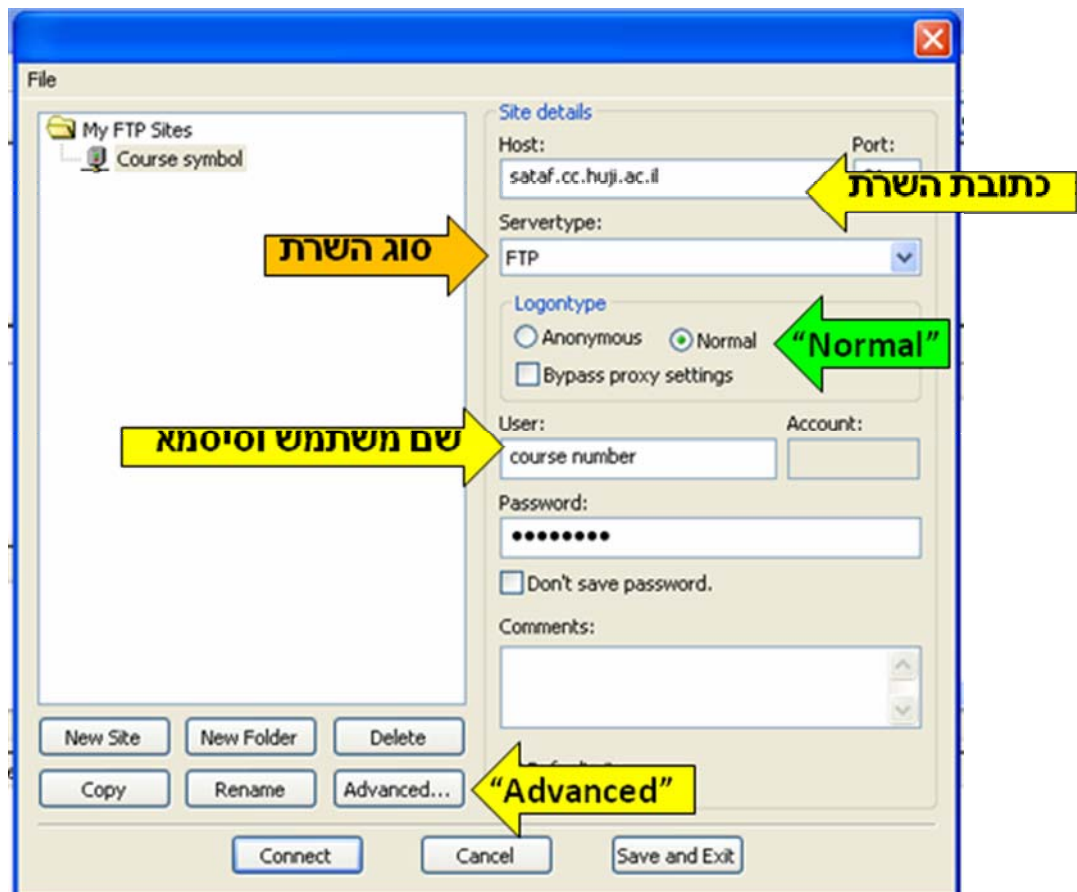 File
My FTP Sites
Course symbol
Site details
Host:
Port:
sataf.cc.huji.ac.il
כתובת השרת
Servertype:
סוג השרת
FTP
Logontype
Anonymous
Normal
“Normal”
Bypass proxy settings
User:
Account:
שם משתמש וסיסמא
course number
Password:
Don't save password.
Comments:
New Site
New Folder
Delete
Copy
Rename
Advanced...
“Advanced”
Connect
Cancel
Save and Exit